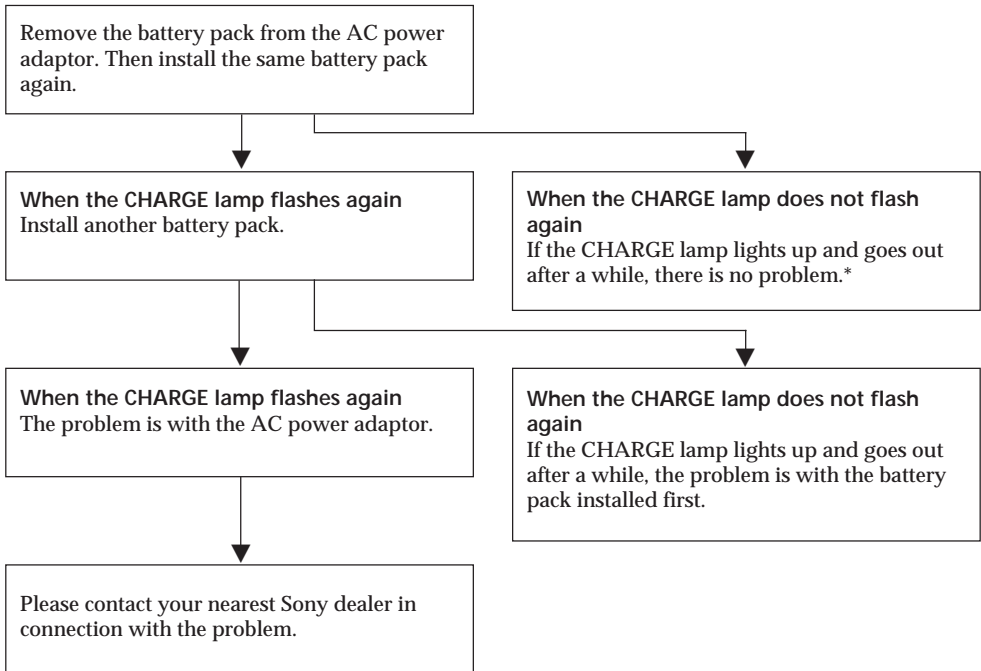 Remove the battery pack from the AC power
adaptor. Then install the same battery pack
again.
When the CHARGE lamp flashes again
Install another battery pack.
When the CHARGE lamp does not flash
again
If the CHARGE lamp lights up and goes out
after a while, there is no problem.*
When the CHARGE lamp flashes again
The problem is with the AC power adaptor.
When the CHARGE lamp does not flash
again
If the CHARGE lamp lights up and goes out
after a while, the problem is with the battery
pack installed first.
Please contact your nearest Sony dealer in
connection with the problem.